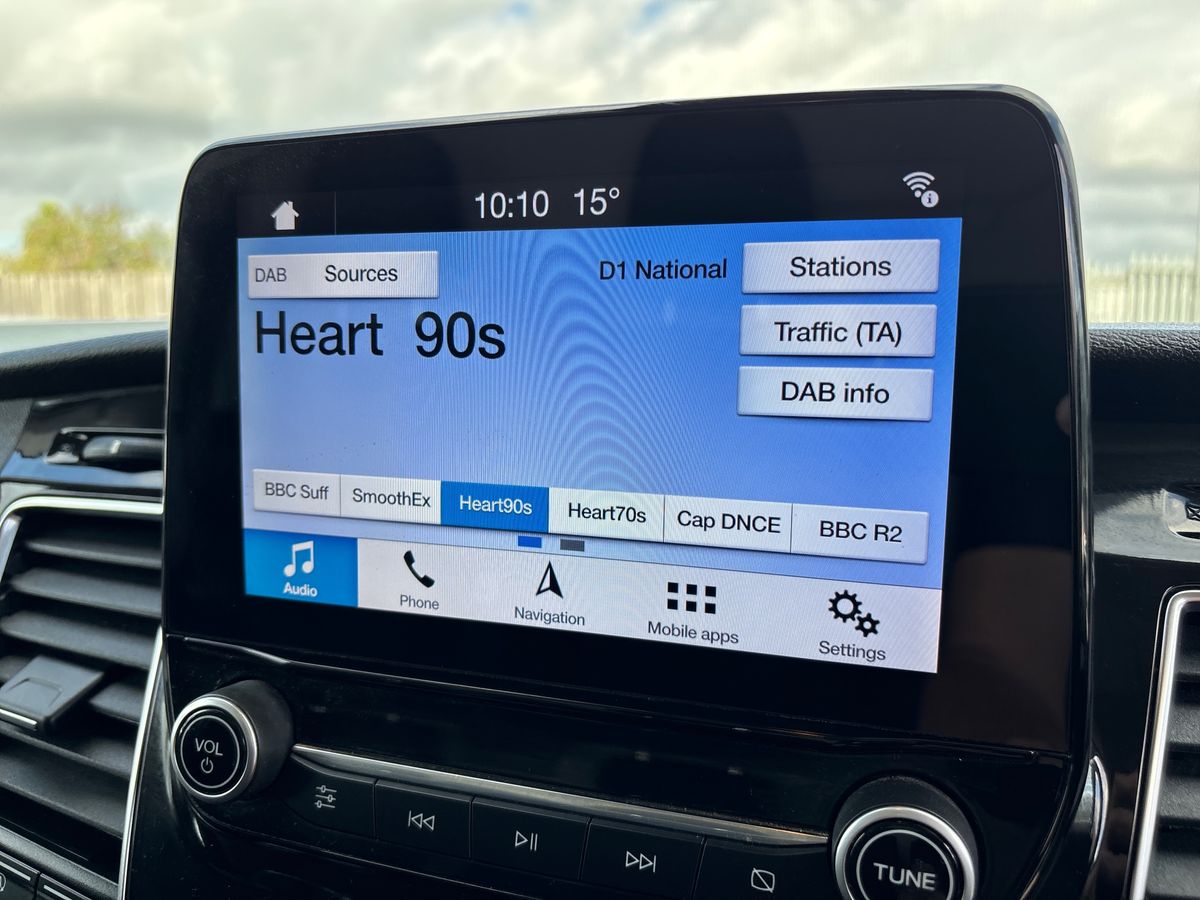 10:10 15°
DAB Sources
D1 National
Stations
Heart 90s
Traffic (TA)
DAB info
BBC Suff
SmoothEx
Heart90s
Heart70s
Cap DNCE
BBC R2
Audio
Phone
Navigation
Mobile apps
Settings
VOL
TUNE